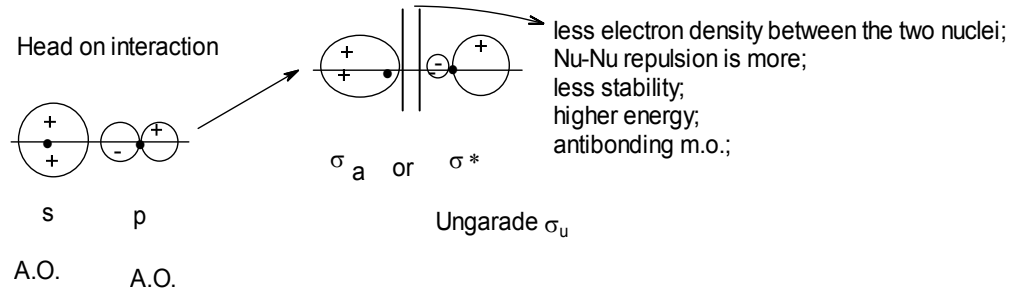 Head on interaction
+
+
- +
s p
A.O. A.O.
+
+
- +
-
σ a or σ *
Ungarade σu
less electron density between the two nuclei;
Nu-Nu repulsion is more;
less stability;
higher energy;
antibonding m.o.;